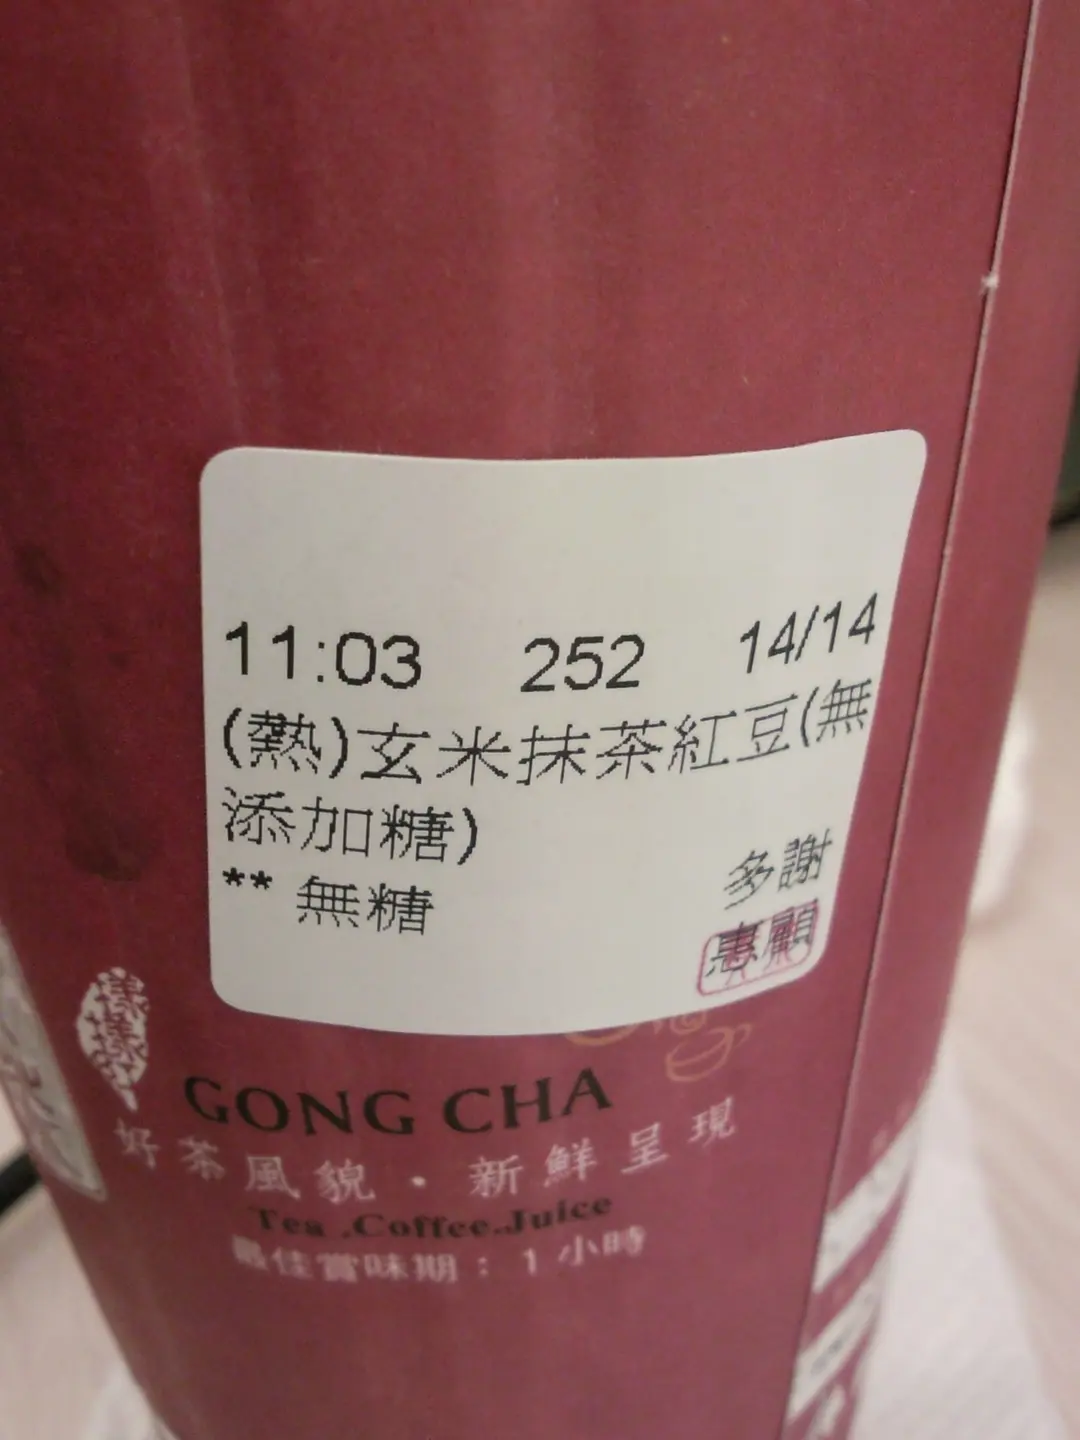 11:03 252 14/14
(熱)玄米抹茶紅豆(無
添加糖)
** 無糖
多謝
惠顧
GONG CHA
好茶風貌・新鮮呈現
Tea .Coffee.Juice
最佳賞味期：1小時